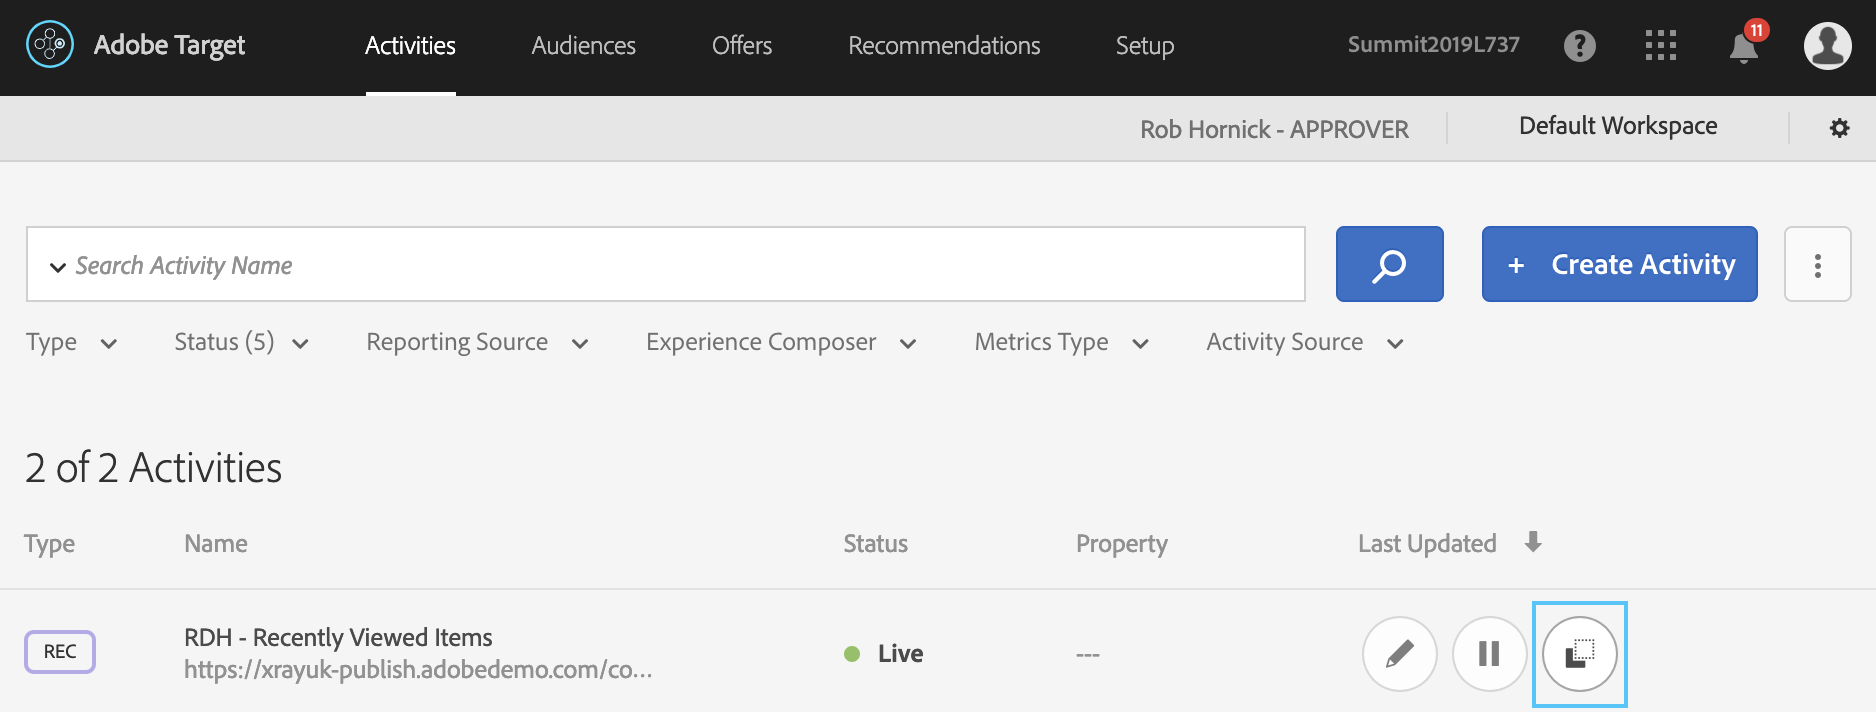 Adobe Target Activities Audiences Offers Recommendations Setup Summit2019L737 ? 11
Rob Hornick - APPROVER Default Workspace
Search Activity Name + Create Activity
Type Status (5) Reporting Source Experience Composer Metrics Type Activity Source
2 of 2 Activities
Type Name Status Property Last Updated
REC RDH - Recently Viewed Items Live ---
https://xrayuk-publish.adobedemo.com/co...